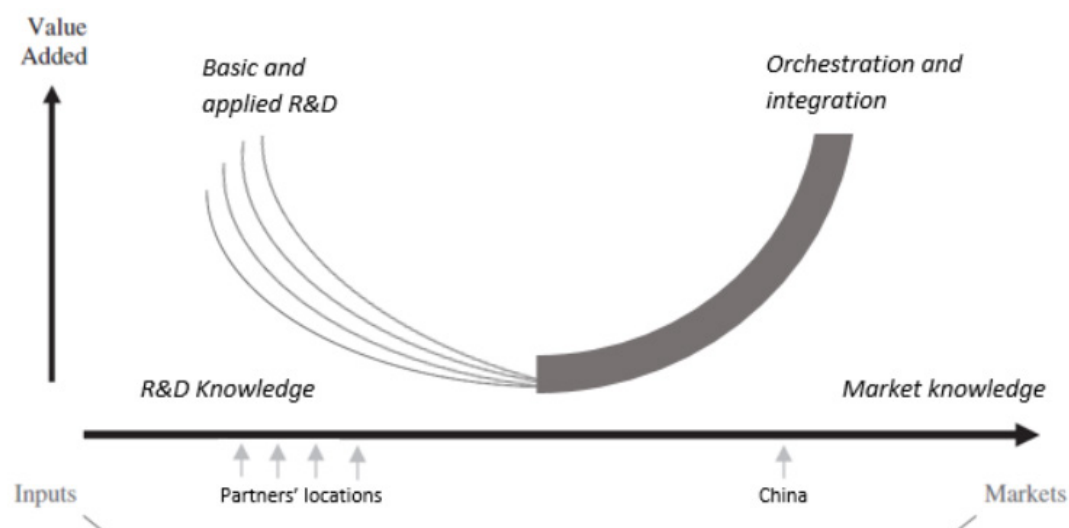 Value
Added
Basic and
applied R&D
Orchestration and
integration
R&D Knowledge
Market knowledge
Partners' locations
China
Inputs
Markets